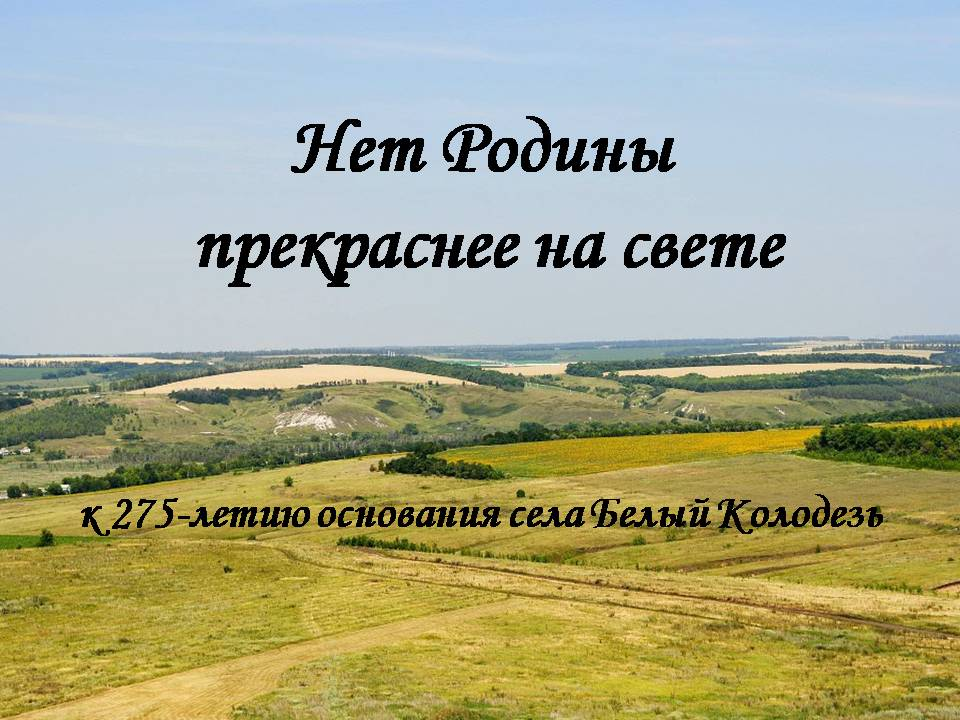 Нет Родины
прекраснее на свете
к 275-летию основания села Белый Колодезь